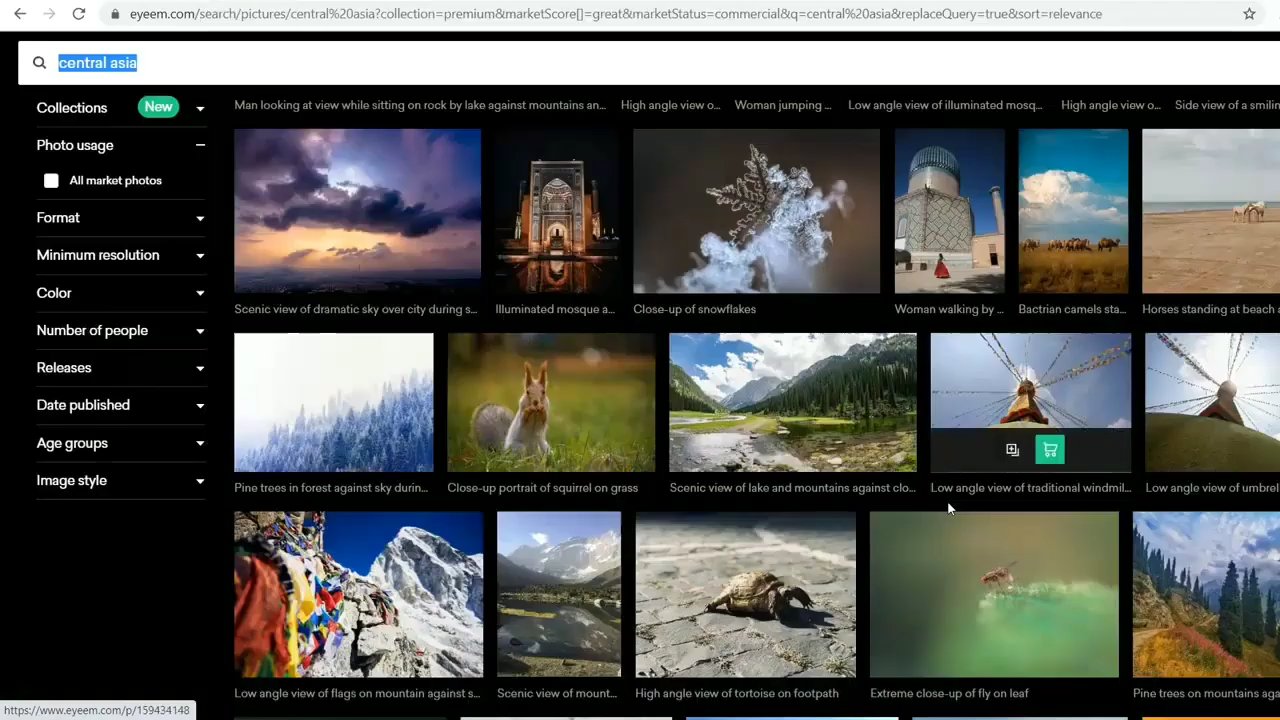 eyeem.com/search/pictures/central%20asia?collection=premium&marketScore[]=great&marketStatus=commercial&q=central%20asia&replaceQuery=true&sort=relevance
central asia
Collections New
Photo usage
All market photos
Format
Minimum resolution
Color
Number of people
Releases
Date published
Age groups
Image style
Man looking at view while sitting on rock by lake against mountains an... High angle view o... Woman jumping ... Low angle view of illuminated mosq... High angle view o... Side view of a smilin
Scenic view of dramatic sky over city during s... Illuminated mosque a... Close-up of snowflakes Woman walking by ... Bactrian camels sta... Horses standing at beach a
Pine trees in forest against sky durin... Close-up portrait of squirrel on grass Scenic view of lake and mountains against clo... Low angle view of traditional windmil... Low angle view of umbrel
Low angle view of flags on mountain against s... Scenic view of mount... High angle view of tortoise on footpath Extreme close-up of fly on leaf Pine trees on mountains aga
https://www.eyeem.com/p/159434148